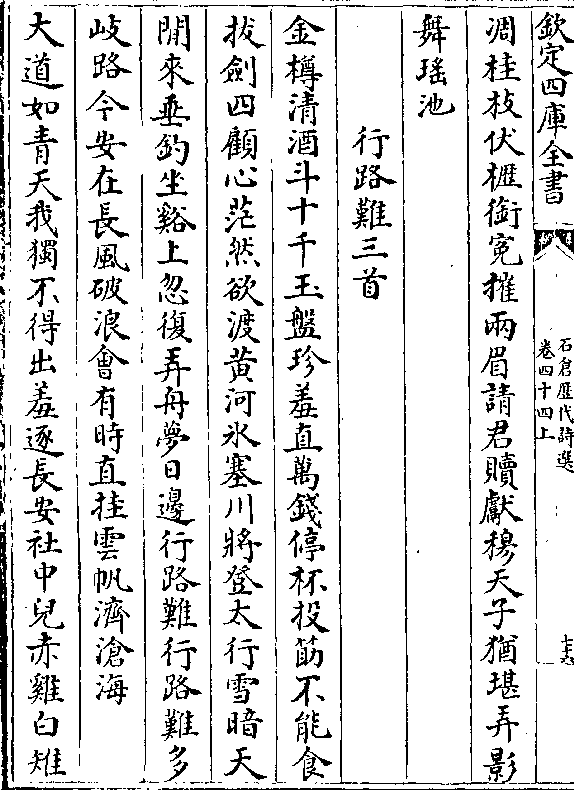 欽定四庫全書
石倉歴代詩選
卷四十四上
凋桂枝伏櫪銜冤摧兩眉請君贖獻穆天子猶堪弄影
舞瑤池
行路難三首
金樽清酒斗十千玉盤珍羞直萬錢停杯投筯不能食
拔劍四顧心茫然欲渡黃河氷塞川將登太行雪暗天
閒來垂釣坐谿上忽復弄舟夢日邊行路難行路難多
岐路今安在長風破浪會有時直挂雲帆濟滄海
大道如青天我獨不得出羞逐長安社中兒赤雞白雉